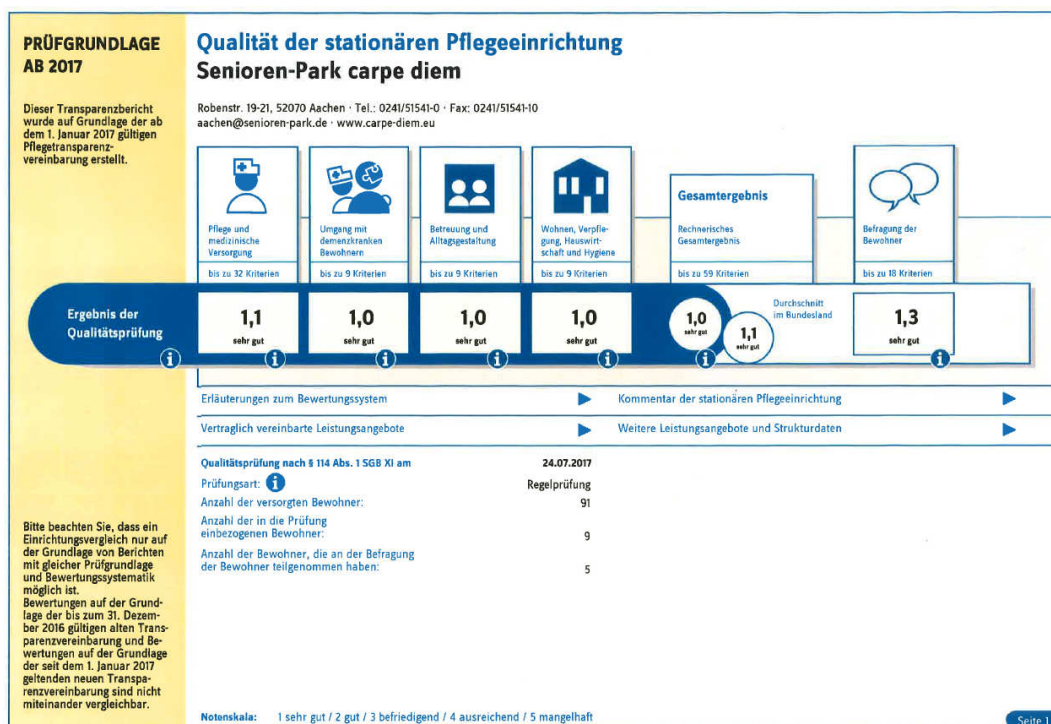 PRÜFGRUNDLAGE
AB 2017
Dieser Transparenzbericht
wurde auf Grundlage der ab
dem 1. Januar 2017 gültigen
Pflegetransparenz-
vereinbarung erstellt.
Bitte beachten Sie, dass ein
Einrichtungsvergleich nur auf
der Grundlage von Berichten
mit gleicher Prüfgrundlage
und Bewertungssystematik
möglich ist.
Bewertungen auf der Grund-
lage der bis zum 31. Dezem-
ber 2016 gültigen alten Trans-
parenzvereinbarung und Be-
wertungen auf der Grundlage
der seit dem 1. Januar 2017
geltenden neuen Transpa-
renzvereinbarung sind nicht
miteinander vergleichbar.
Qualität der stationären Pflegeeinrichtung
Senioren-Park carpe diem
Robenstr. 19-21, 52070 Aachen · Tel.: 0241/51541-0 · Fax: 0241/51541-10
aachen@senioren-park.de · www.carpe-diem.eu
Pflege und
medizinische
Versorgung
bis zu 32 Kriterien
Umgang mit
demenzkranken
Bewohnern
bis zu 9 Kriterien
Betreuung und
Alltagsgestaltung
bis zu 9 Kriterien
Wohnen, Verpfle-
gung, Hauswirt-
schaft und Hygiene
bis zu 9 Kriterien
Gesamtergebnis
Rechnerisches
Gesamtergebnis
bis zu 59 Kriterien
Befragung der
Bewohner
bis zu 18 Kriterien
Ergebnis der
Qualitätsprüfung
1,1
sehr gut
1,0
sehr gut
1,0
sehr gut
1,0
sehr gut
1,0
sehr gut
1,1
sehr gut
Durchschnitt
im Bundesland
1,3
sehr gut
Erläuterungen zum Bewertungssystem
Kommentar der stationären Pflegeeinrichtung
Vertraglich vereinbarte Leistungsangebote
Weitere Leistungsangebote und Strukturdaten
Qualitätsprüfung nach § 114 Abs. 1 SGB XI am 24.07.2017
Prüfungsart: i Regelprüfung
Anzahl der versorgten Bewohner: 91
Anzahl der in die Prüfung
einbezogenen Bewohner: 9
Anzahl der Bewohner, die an der Befragung
der Bewohner teilgenommen haben: 5
Notenskala: 1 sehr gut / 2 gut / 3 befriedigend / 4 ausreichend / 5 mangelhaft
Seite 1